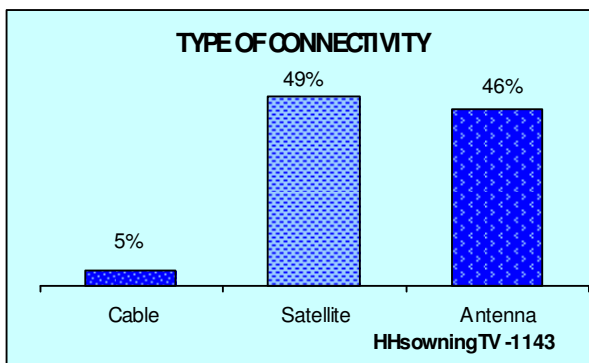 TYPE OF CONNECTIVITY
49%
46%
5%
Cable Satellite Antenna
HHsowningTV -1143